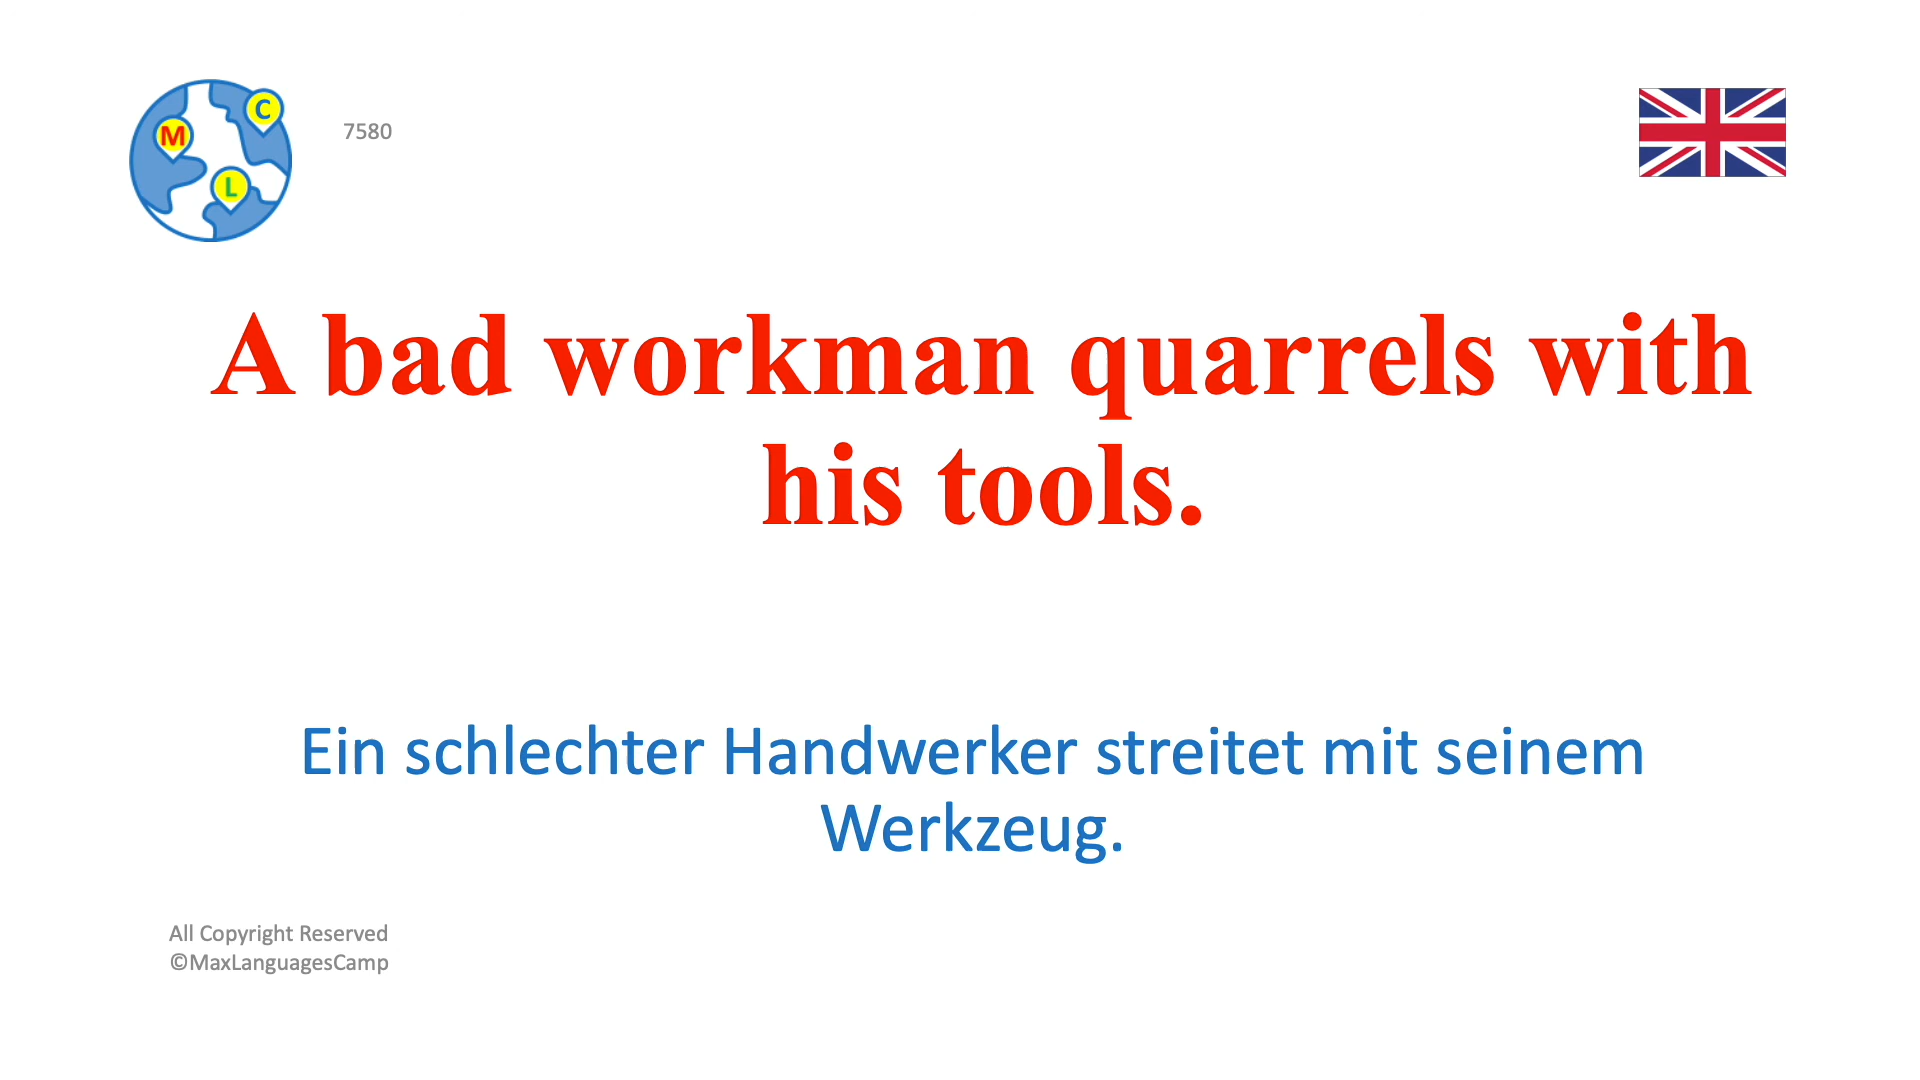 M
C
L
7580
A bad workman quarrels with
his tools.
Ein schlechter Handwerker streitet mit seinem
Werkzeug.
All Copyright Reserved
©MaxLanguagesCamp